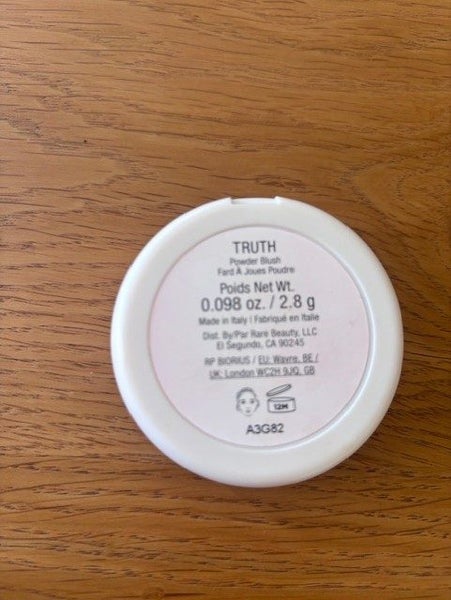 TRUTH
Powder Blush
Fard À Joues Poudre
Poids Net Wt.
0.098 oz. / 2.8 g
Made in Italy | Fabriqué en Italie
Dist. By/Par Rare Beauty, LLC
El Segundo, CA 90245
RP BIORIUS / EU: Wavre, BE /
UK: London WC2H 9JQ, GB
12M
A3G82